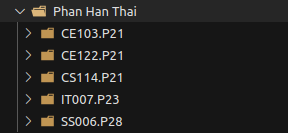 Phan Han Thai
CE103.P21
CE122.P21
CS114.P21
IT007.P23
SS006.P28